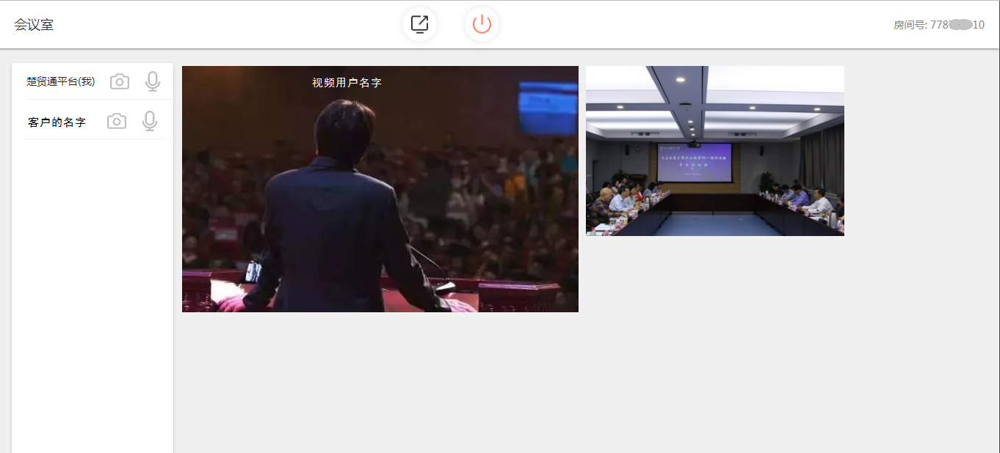 会议室
房间号: 778
10
楚贸通平台(我)
客户的名字
视频用户名字